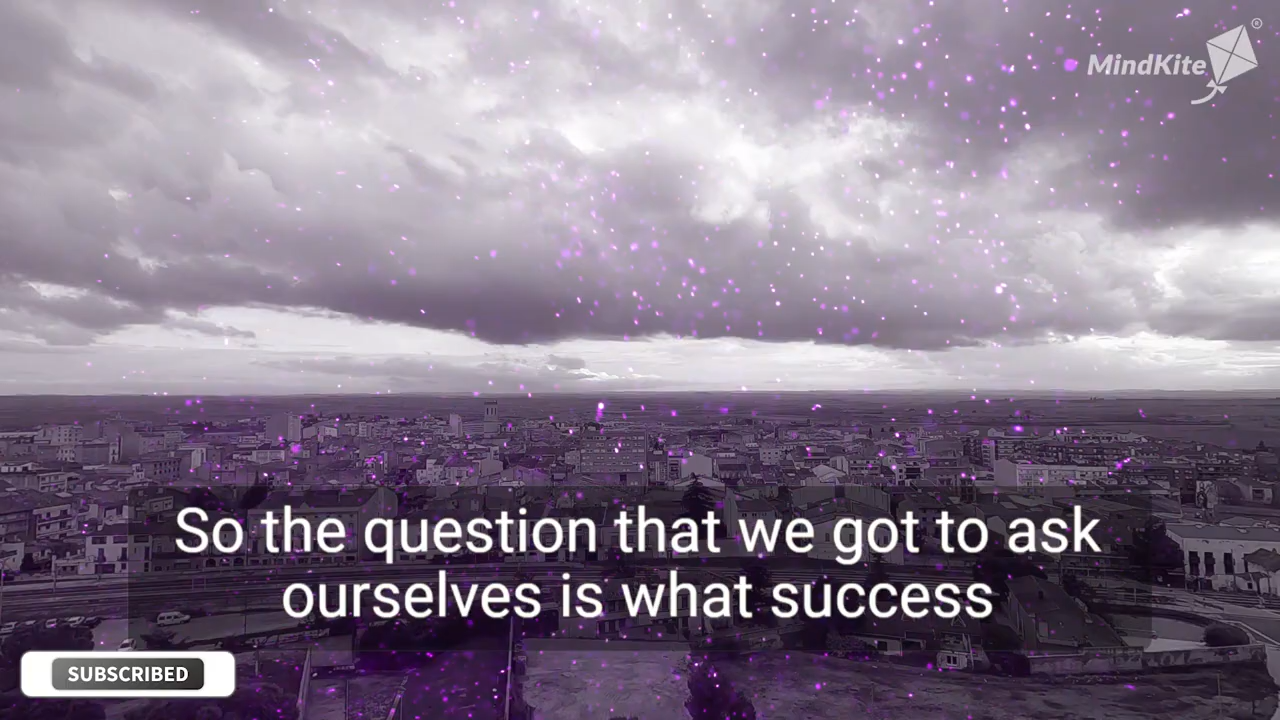 MindKite®
So the question that we got to ask
ourselves is what success
SUBSCRIBED